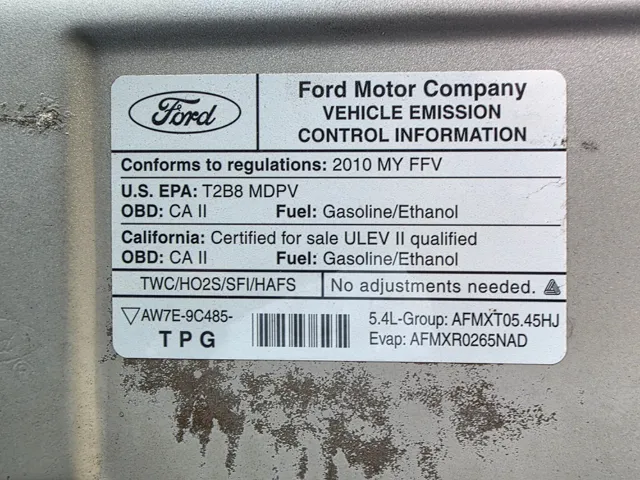 Ford
Ford Motor Company
VEHICLE EMISSION
CONTROL INFORMATION
Conforms to regulations: 2010 MY FFV
U.S. EPA: T2B8 MDPV
OBD: CA II Fuel: Gasoline/Ethanol
California: Certified for sale ULEV II qualified
OBD: CA II Fuel: Gasoline/Ethanol
TWC/HO2S/SFI/HAFS No adjustments needed.
▽AW7E-9C485- 5.4L-Group: AFMXT05.45HJ
TPG Evap: AFMXR0265NAD